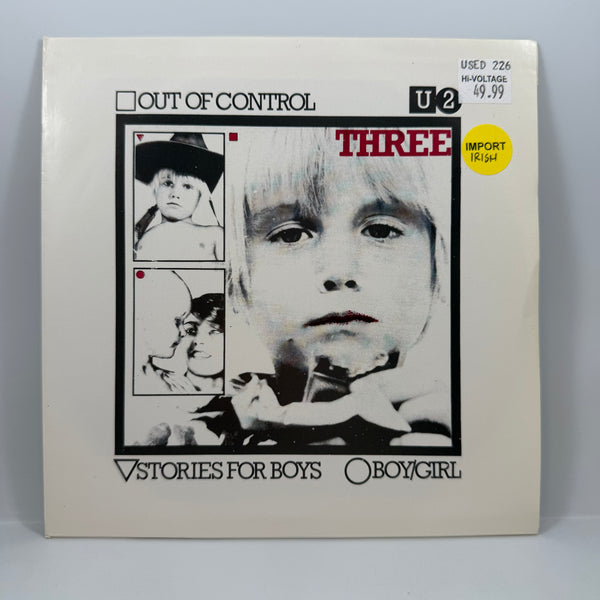 USED 226
HI-VOLTAGE
49.99
OUT OF CONTROL
U2
THREE
IMPORT
IRISH
STORIES FOR BOYS
BOY/GIRL